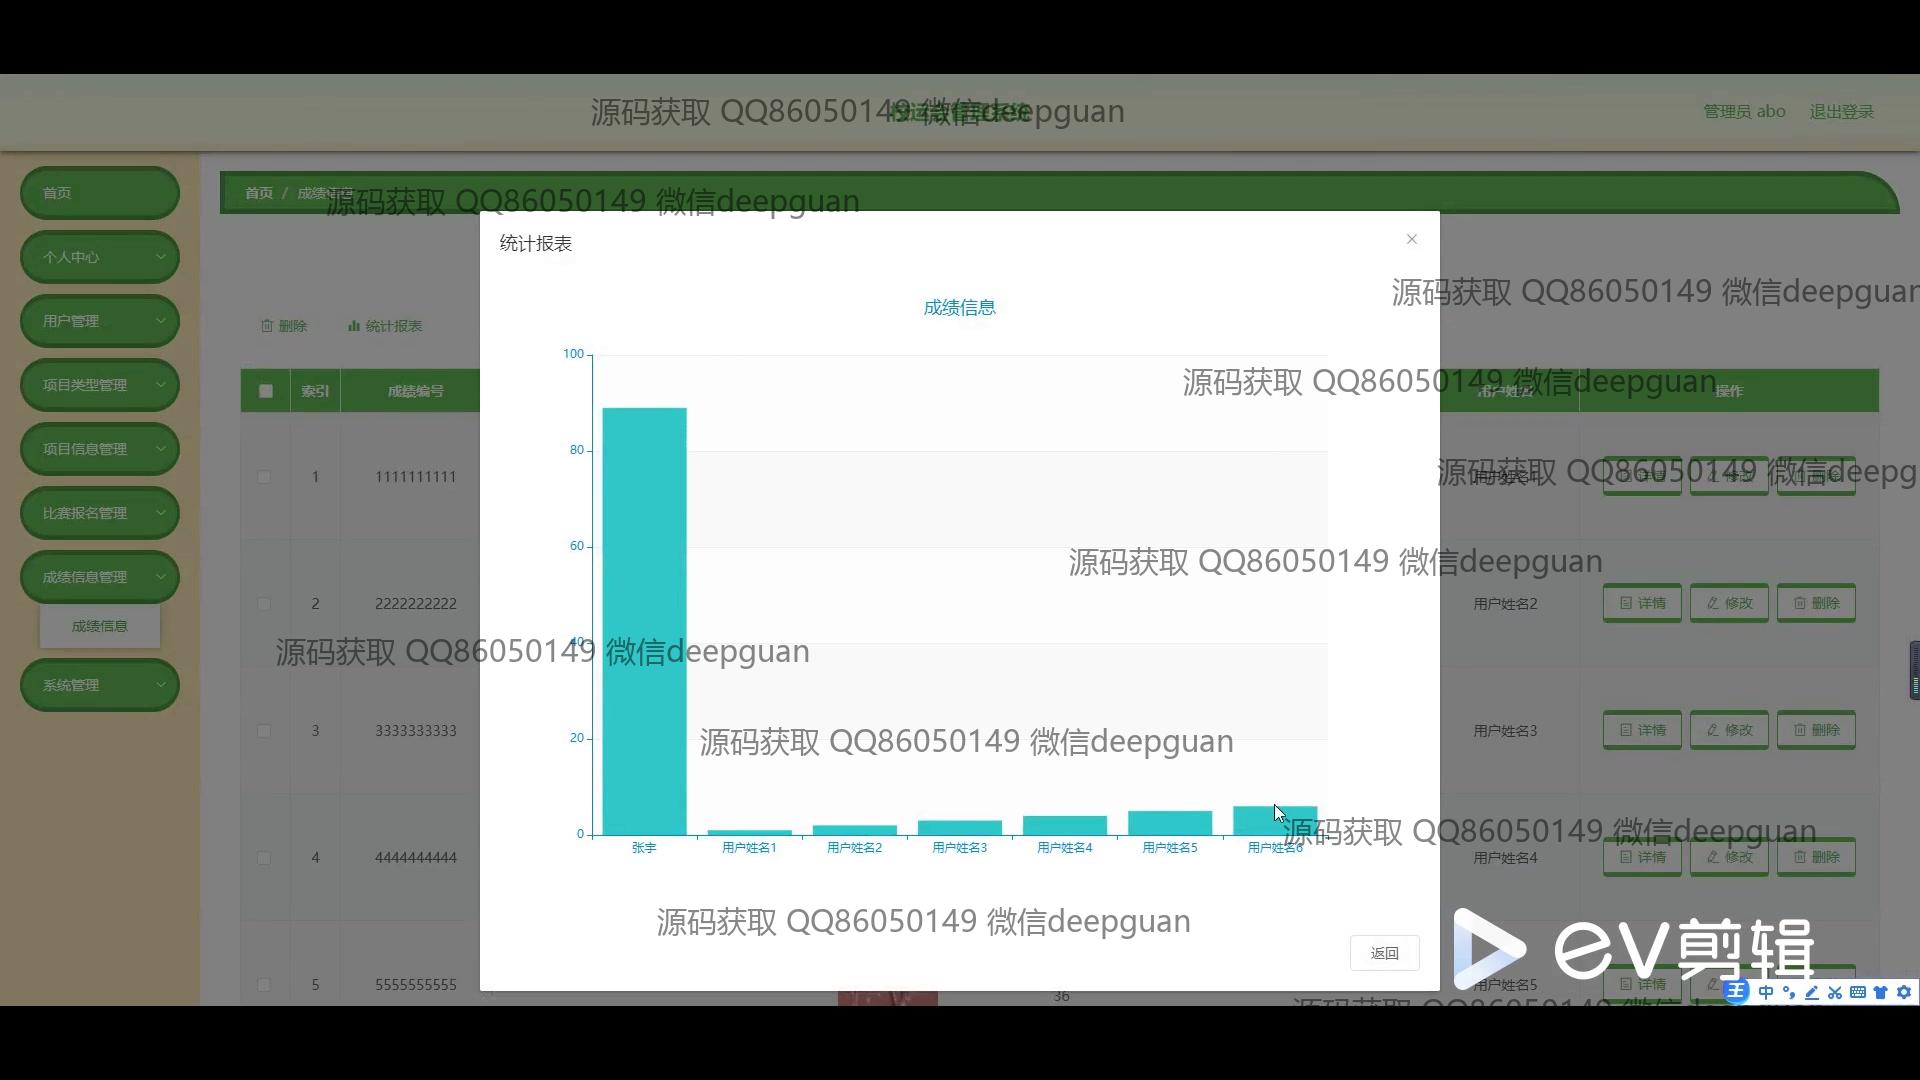 源码获取 QQ86050149 微信deepguan
管理员 abo
退出登录
首页
首页 / 成绩信息
源码获取 QQ86050149 微信deepguan
个人中心
统计报表
源码获取 QQ86050149 微信deepguan
成绩信息
用户管理
删除
统计报表
项目类型管理
索引
成绩编号
用户姓名
操作
源码获取 QQ86050149 微信deepguan
100
80
60
40
20
0
项目信息管理
1
1111111111
用户姓名1
详情
修改
删除
源码获取 QQ86050149 微信deepg
比赛报名管理
源码获取 QQ86050149 微信deepguan
成绩信息管理
2
2222222222
用户姓名2
详情
修改
删除
成绩信息
源码获取 QQ86050149 微信deepguan
系统管理
3
3333333333
用户姓名3
详情
修改
删除
源码获取 QQ86050149 微信deepguan
源码获取 QQ86050149 微信deepguan
张宇
用户姓名1
用户姓名2
用户姓名3
用户姓名4
用户姓名5
用户姓名6
4
4444444444
用户姓名4
详情
修改
删除
源码获取 QQ86050149 微信deepguan
返回
EV剪辑
5
5555555555
36
用户姓名5
详情
王 中